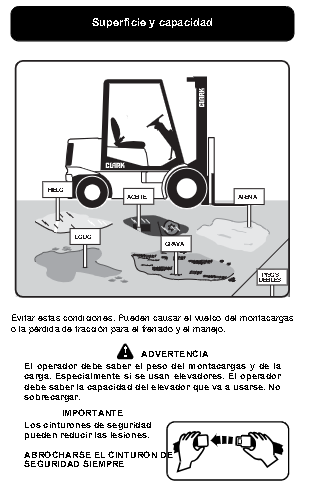 Superficie y capacidad
CLARK
CLARK
HIELO
ACEITE
ARENA
LODO
GRAVA
PISOS
DEBILES
Evitar estas condiciones. Pueden causar el vuelco del montacargas
o la pérdida de tracción para el frenado y el manejo.
ADVERTENCIA
El operador debe saber el peso del montacargas y de la
carga. Especialmente si se usan elevadores. El operador
debe saber la capacidad del elevador que va a usarse. No
sobrecargar.
IMPORTANTE
Los cinturones de seguridad
pueden reducir las lesiones.
ABROCHARSE EL CINTURON DE
SEGURIDAD SIEMPRE